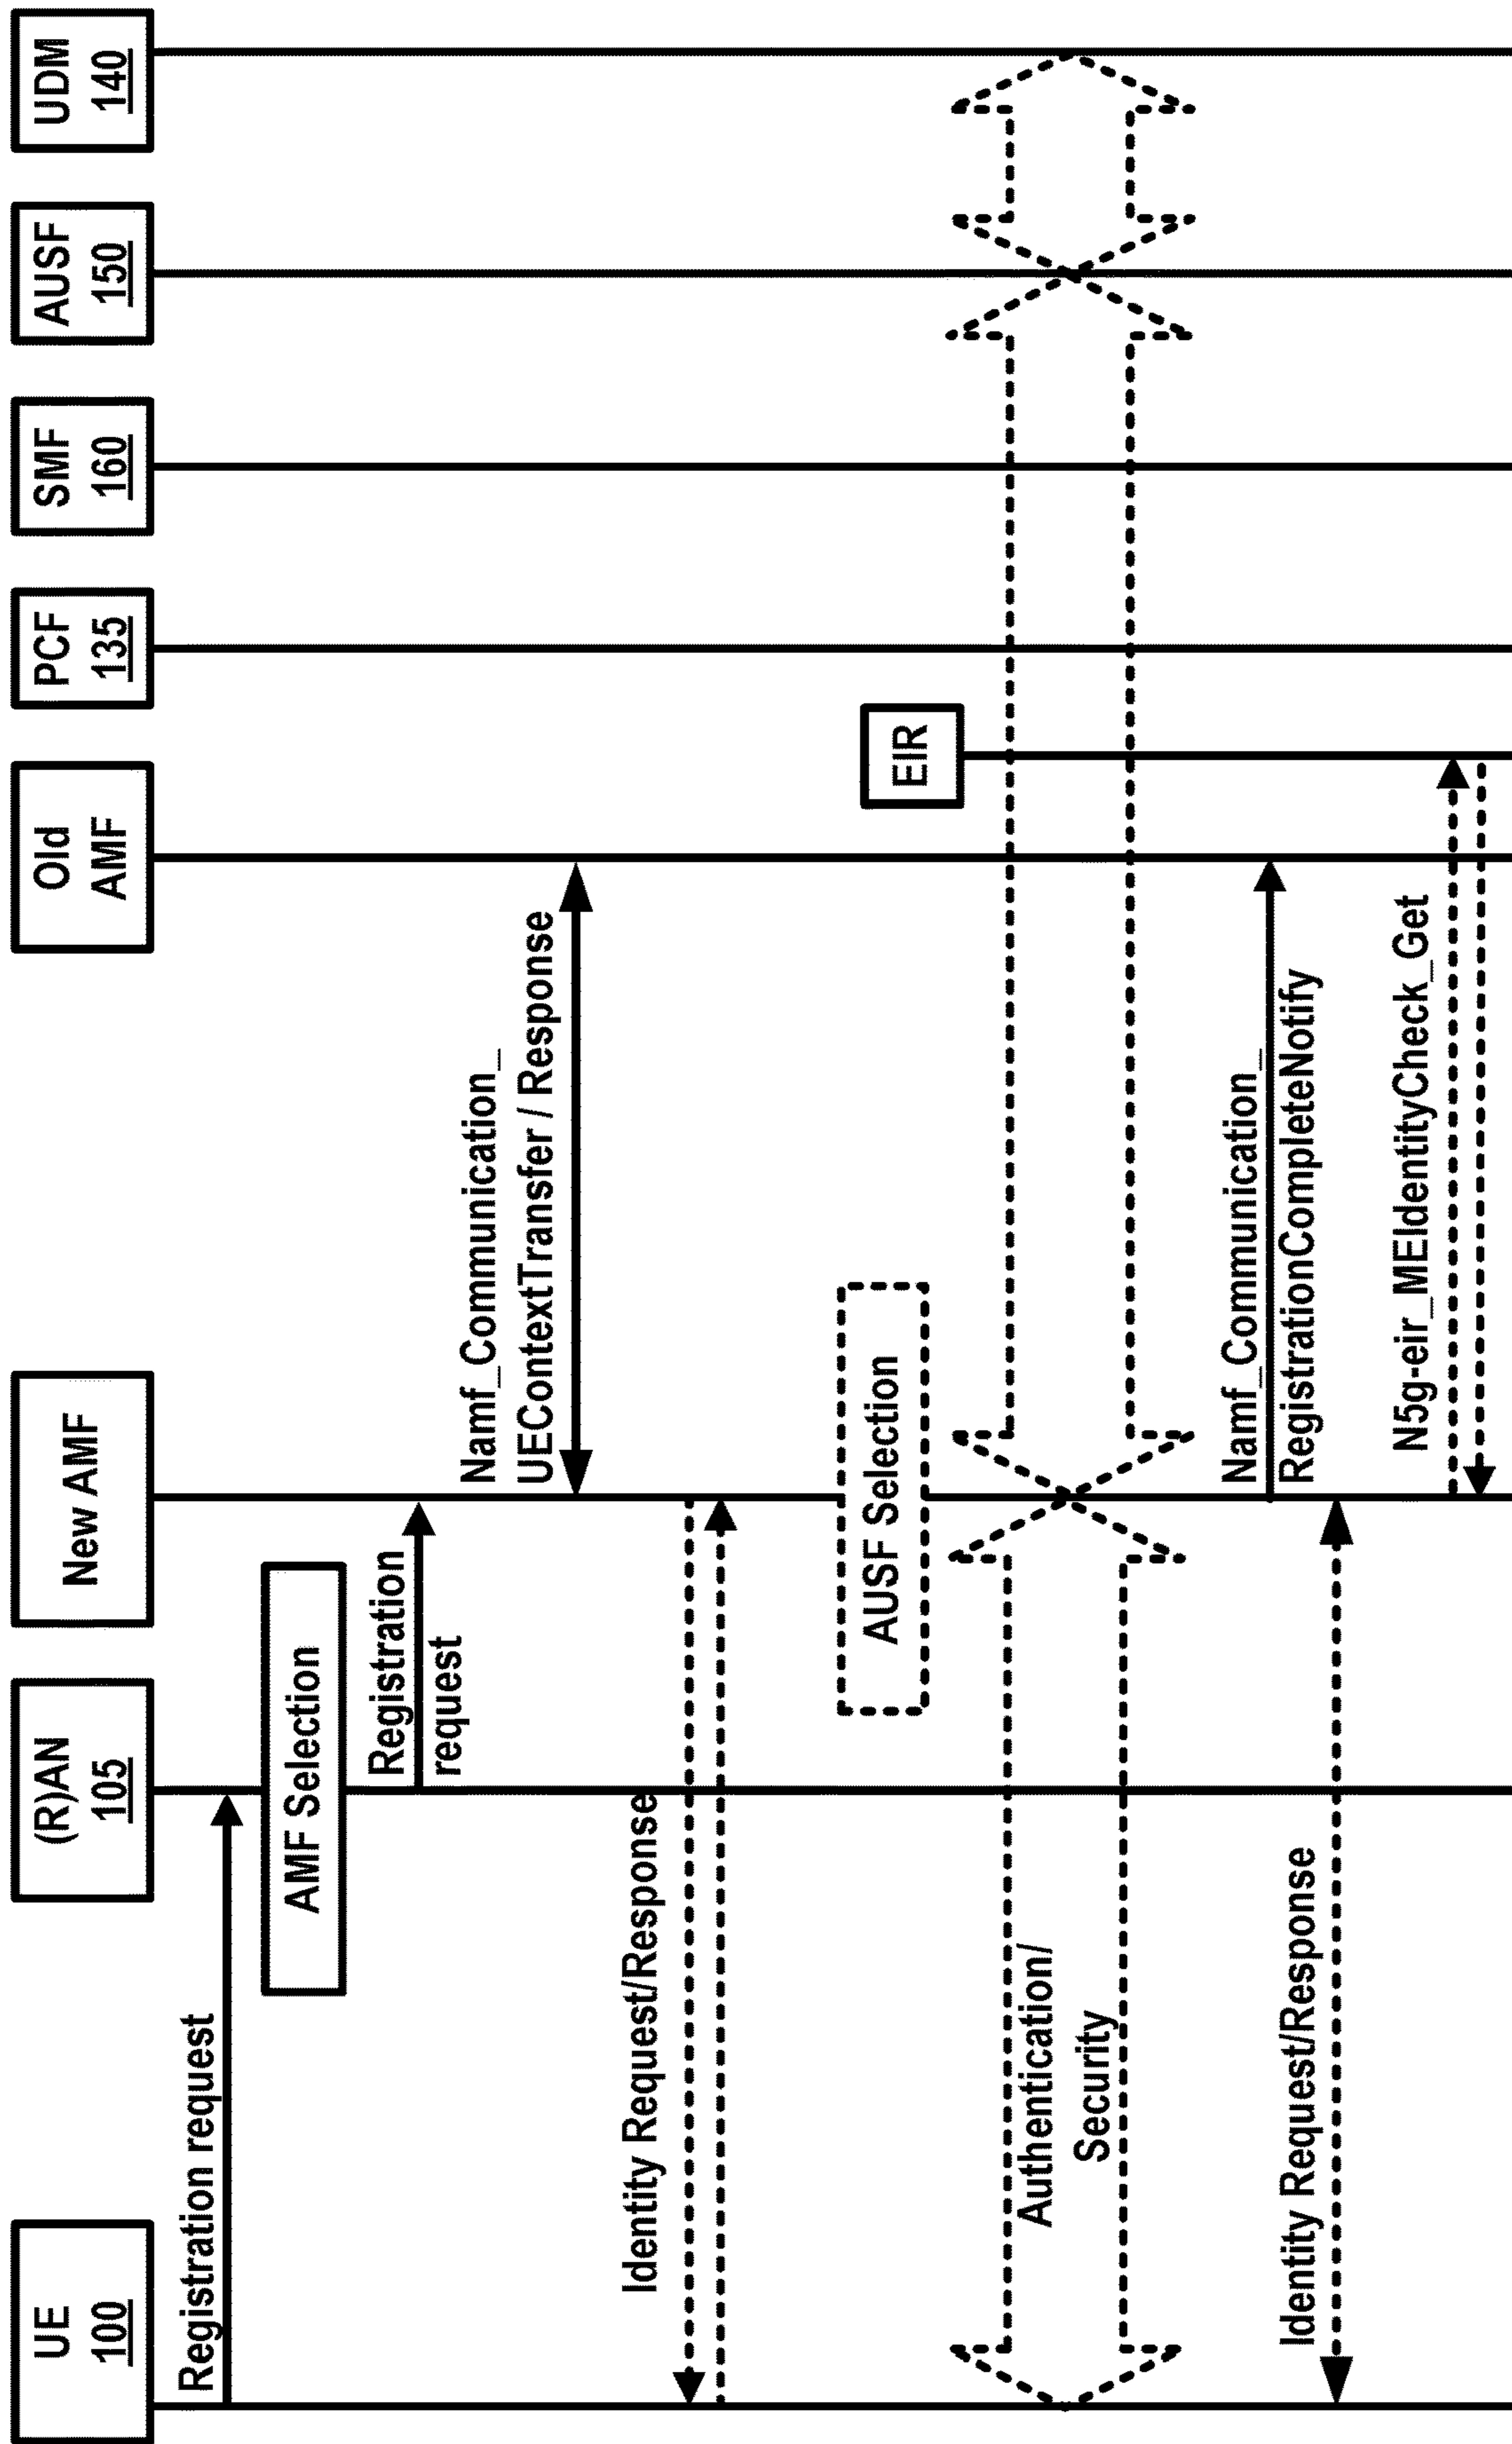 UE
100
(R)AN
105
New AMF
Old
AMF
PCF
135
SMF
160
AUSF
150
UDM
140
Registration request
AMF Selection
Registration
request
Namf_Communication_
UEContextTransfer / Response
Identity Request/Response
AUSF Selection
EIR
Authentication/
Security
Namf_Communication_
RegistrationCompleteNotify
Identity Request/Response
N5g-eir_MEIdentityCheck_Get